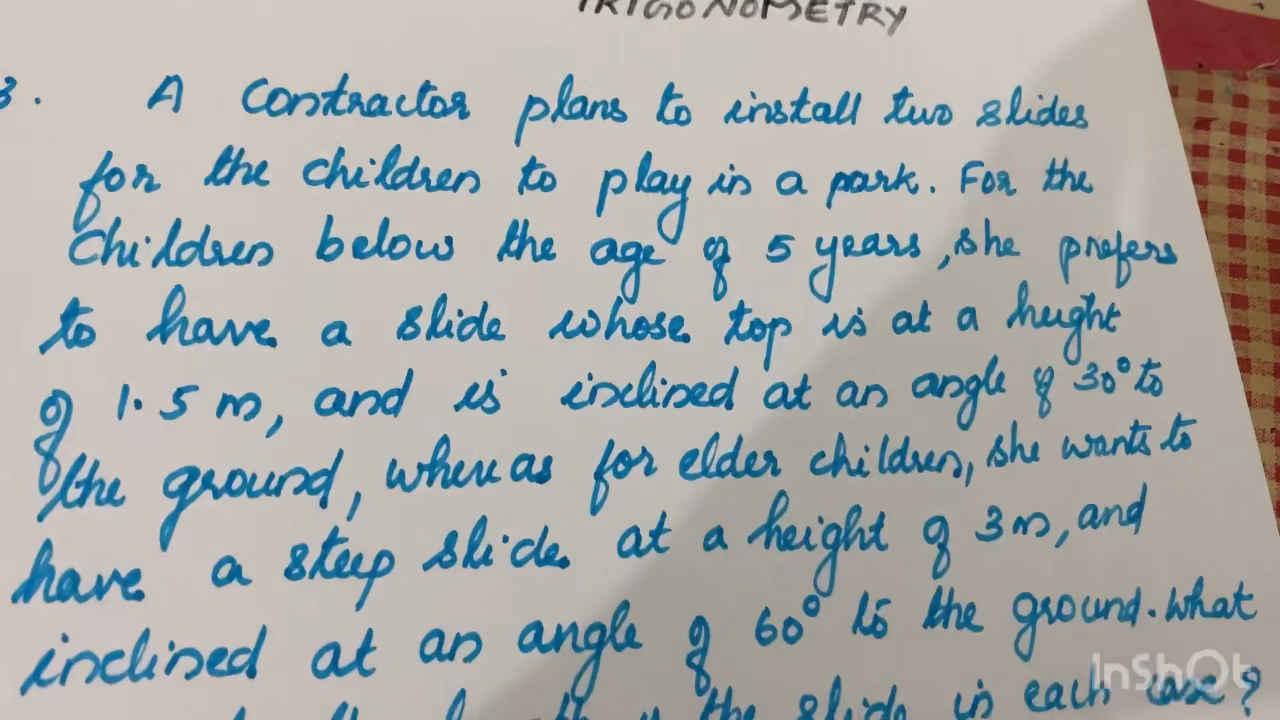 TRIGONOMETRY
3. A contractor plans to install two slides
for the children to play in a park. For the
children below the age of 5 years, she prefers
to have a slide whose top is at a height
of 1.5 m, and is inclined at an angle of 30° to
the ground, whereas for elder children, she wants to
have a steep slide at a height of 3 m, and
inclined at an angle of 60° to the ground. What
the slide in each case?
InShOt